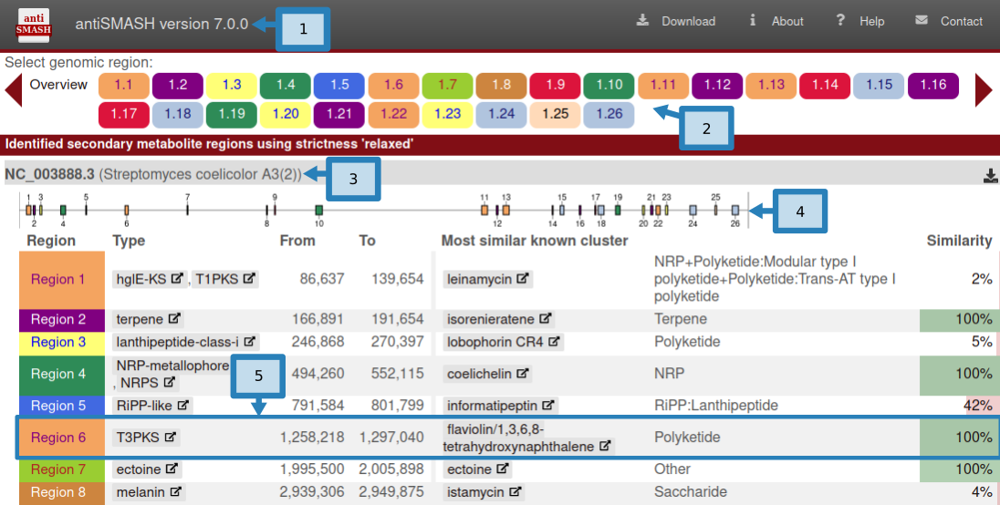 anti
SMASH
antiSMASH version 7.0.0
1
Download
About
Help
Contact
Select genomic region:
Overview
1.1 1.2 1.3 1.4 1.5 1.6 1.7 1.8 1.9 1.10 1.11 1.12 1.13 1.14 1.15 1.16
1.17 1.18 1.19 1.20 1.21 1.22 1.23 1.24 1.25 1.26
2
Identified secondary metabolite regions using strictness 'relaxed'
NC_003888.3 (Streptomyces coelicolor A3(2))
3
1 3 5 7 9 11 13 15 17 19 21 23 25
2 4 6 8 10 12 14 16 18 20 22 24 26
4
Region Type From To Most similar known cluster Similarity
NRP+Polyketide:Modular type I
Region 1 hglE-KS , T1PKS 86,637 139,654 leinamycin polyketide+Polyketide:Trans-AT type I 2%
polyketide
Region 2 terpene 166,891 191,654 isorenieratene Terpene 100%
Region 3 lanthipeptide-class-i 246,868 270,397 lobophorin CR4 Polyketide 5%
NRP-metallophore
Region 4 , NRPS 494,260 552,115 coelichelin NRP 100%
5
Region 5 RiPP-like 791,584 801,799 informatipeptin RiPP:Lanthipeptide 42%
flaviolin/1,3,6,8-
Region 6 T3PKS 1,258,218 1,297,040 tetrahydroxynaphthalene Polyketide 100%
Region 7 ectoine 1,995,500 2,005,898 ectoine Other 100%
Region 8 melanin 2,939,306 2,949,875 istamycin Saccharide 4%